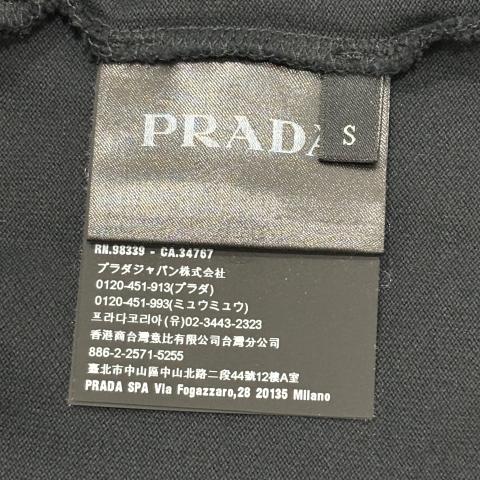 PRADA
S
RN.98339 - CA.34767
プラダジャパン株式会社
0120-451-913(プラダ)
0120-451-993(ミュウミュウ)
프라다코리아(유)02-3443-2323
香港商台灣意比有限公司台灣分公司
886-2-2571-5255
臺北市中山區中山北路二段44號12樓A室
PRADA SPA Via Fogazzaro,28 20135 Milano